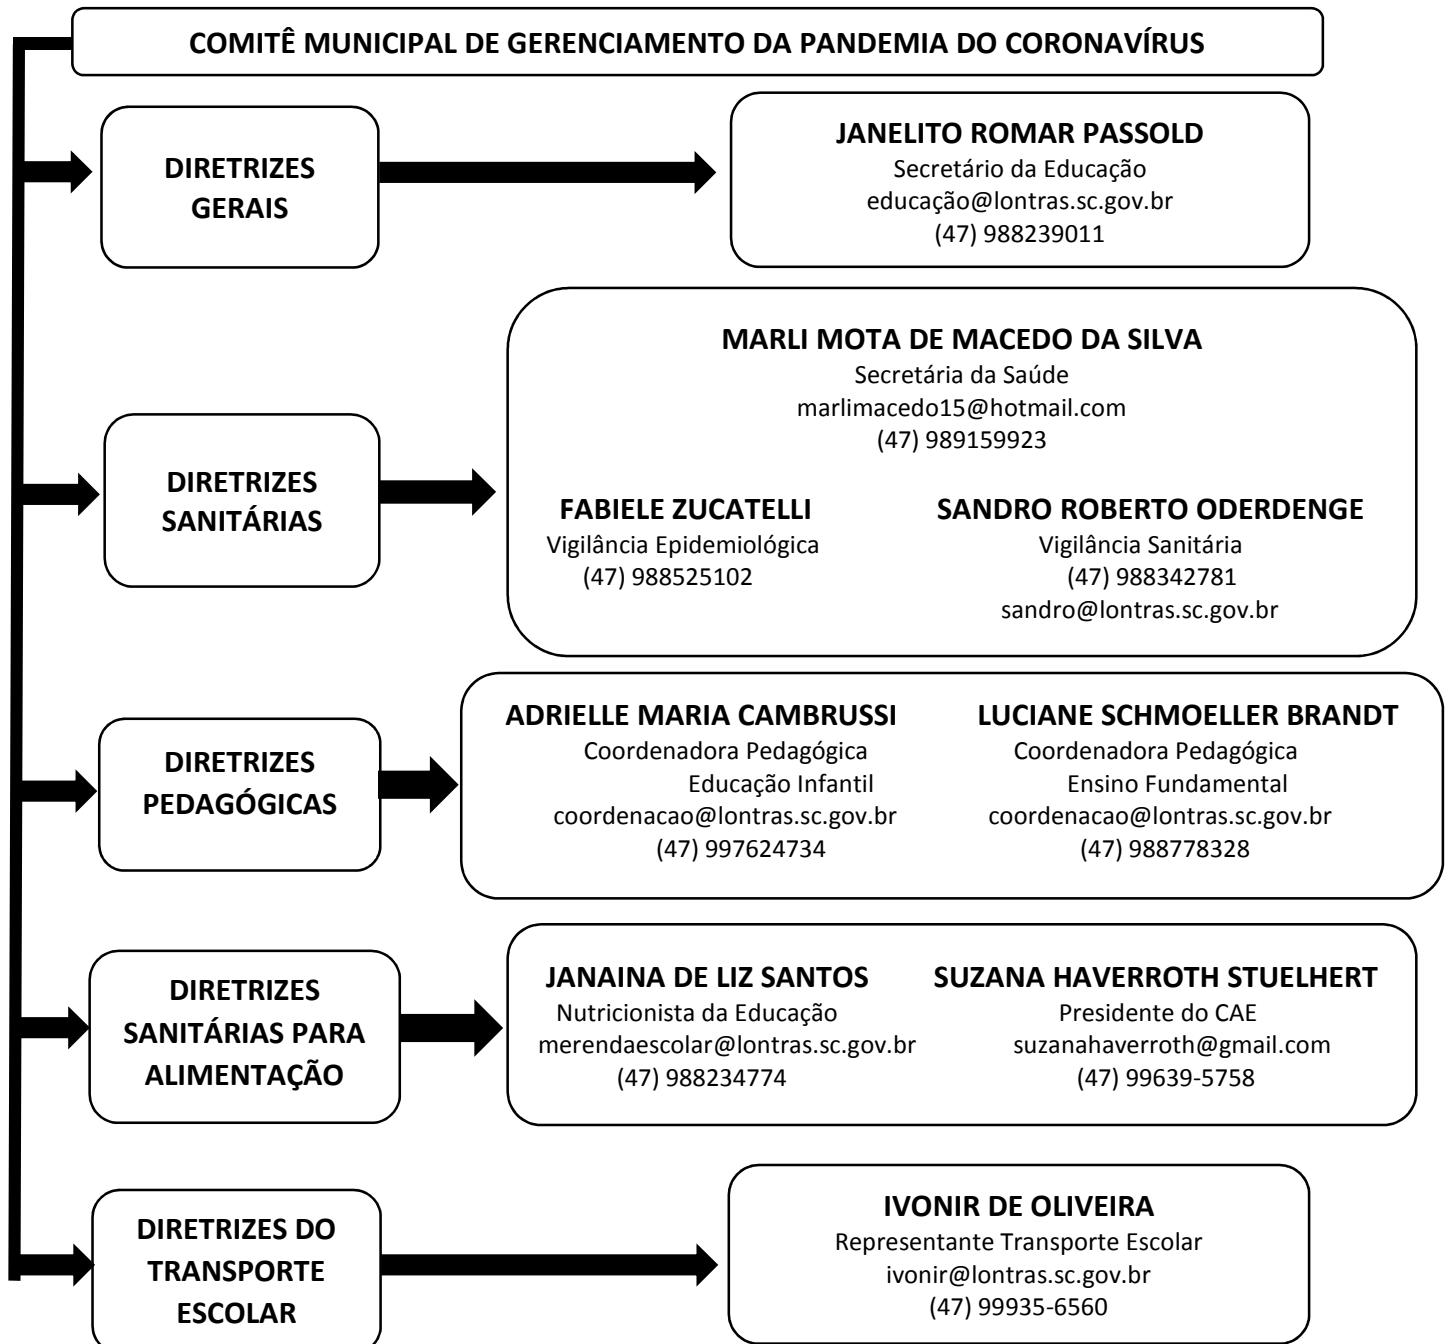 COMITÊ MUNICIPAL DE GERENCIAMENTO DA PANDEMIA DO CORONAVÍRUS
DIRETRIZES
GERAIS
JANELITO ROMAR PASSOLD
Secretário da Educação
educação@lontras.sc.gov.br
(47) 988239011
DIRETRIZES
SANITÁRIAS
MARLI MOTA DE MACEDO DA SILVA
Secretária da Saúde
marlimacedo15@hotmail.com
(47) 989159923
FABIELE ZUCATELLI
Vigilância Epidemiológica
(47) 988525102
SANDRO ROBERTO ODERDENGE
Vigilância Sanitária
(47) 988342781
sandro@lontras.sc.gov.br
DIRETRIZES
PEDAGÓGICAS
ADRIELLE MARIA CAMBRUSSI
Coordenadora Pedagógica
Educação Infantil
coordenacao@lontras.sc.gov.br
(47) 997624734
LUCIANE SCHMOELLER BRANDT
Coordenadora Pedagógica
Ensino Fundamental
coordenacao@lontras.sc.gov.br
(47) 988778328
DIRETRIZES
SANITÁRIAS PARA
ALIMENTAÇÃO
JANAINA DE LIZ SANTOS
Nutricionista da Educação
merendaescolar@lontras.sc.gov.br
(47) 988234774
SUZANA HAVERROTH STUELHERT
Presidente do CAE
suzanahaverroth@gmail.com
(47) 99639-5758
DIRETRIZES DO
TRANSPORTE
ESCOLAR
IVONIR DE OLIVEIRA
Representante Transporte Escolar
ivonir@lontras.sc.gov.br
(47) 99935-6560